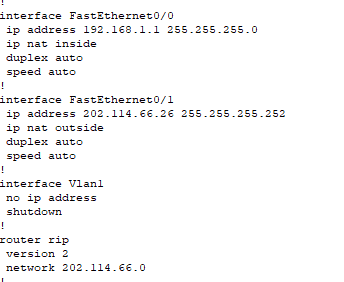 !
interface FastEthernet0/0
 ip address 192.168.1.1 255.255.255.0
 ip nat inside
 duplex auto
 speed auto
!
interface FastEthernet0/1
 ip address 202.114.66.26 255.255.255.252
 ip nat outside
 duplex auto
 speed auto
!
interface Vlan1
 no ip address
 shutdown
!
router rip
 version 2
 network 202.114.66.0
!